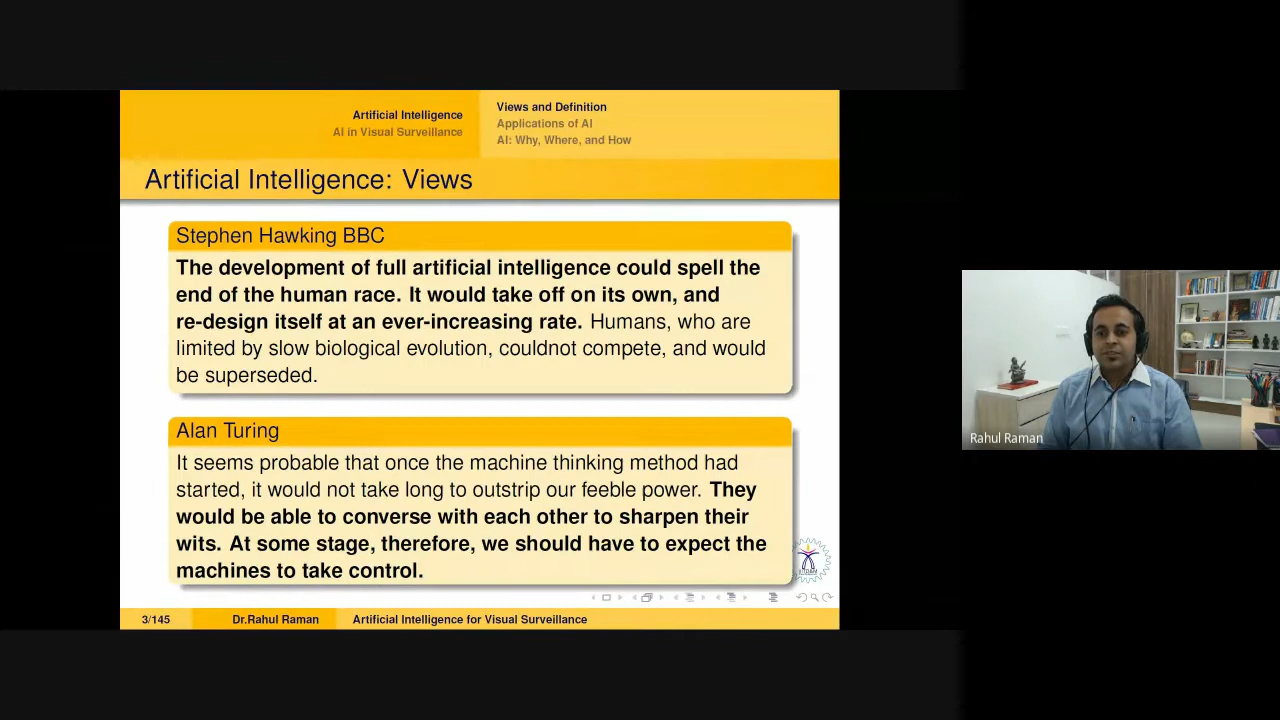 Artificial Intelligence
AI in Visual Surveillance
Views and Definition
Applications of AI
AI: Why, Where, and How
Artificial Intelligence: Views
Stephen Hawking BBC
The development of full artificial intelligence could spell the
end of the human race. It would take off on its own, and
re-design itself at an ever-increasing rate. Humans, who are
limited by slow biological evolution, couldnot compete, and would
be superseded.
Alan Turing
It seems probable that once the machine thinking method had
started, it would not take long to outstrip our feeble power. They
would be able to converse with each other to sharpen their
wits. At some stage, therefore, we should have to expect the
machines to take control.
3/145
Dr.Rahul Raman
Artificial Intelligence for Visual Surveillance
Rahul Raman